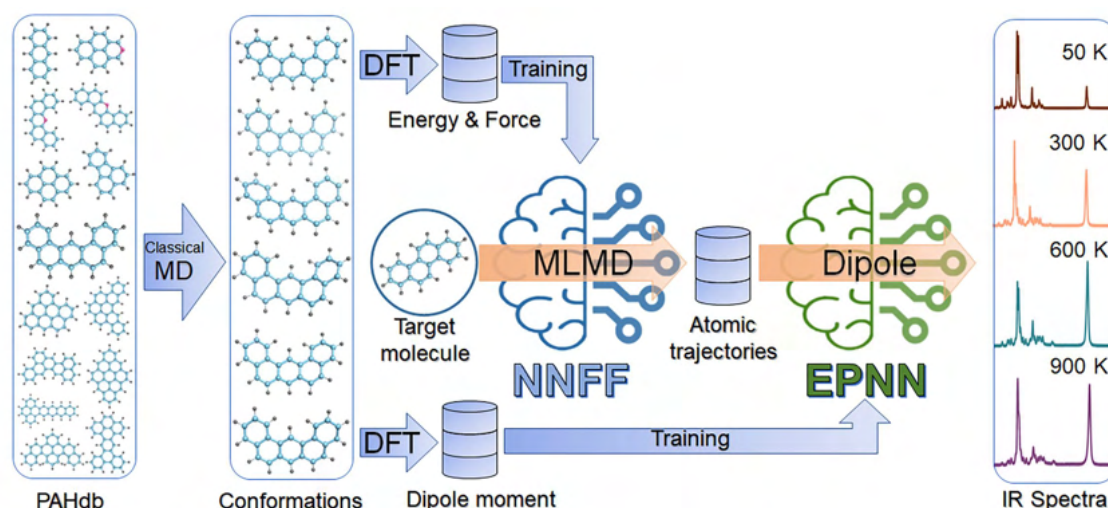 PAHdb
Classical
MD
Conformations
DFT
Energy & Force
Training
Target
molecule
MLMD
NNFF
Atomic
trajectories
Dipole
EPNN
DFT
Dipole moment
Training
50 K
300 K
600 K
900 K
IR Spectra